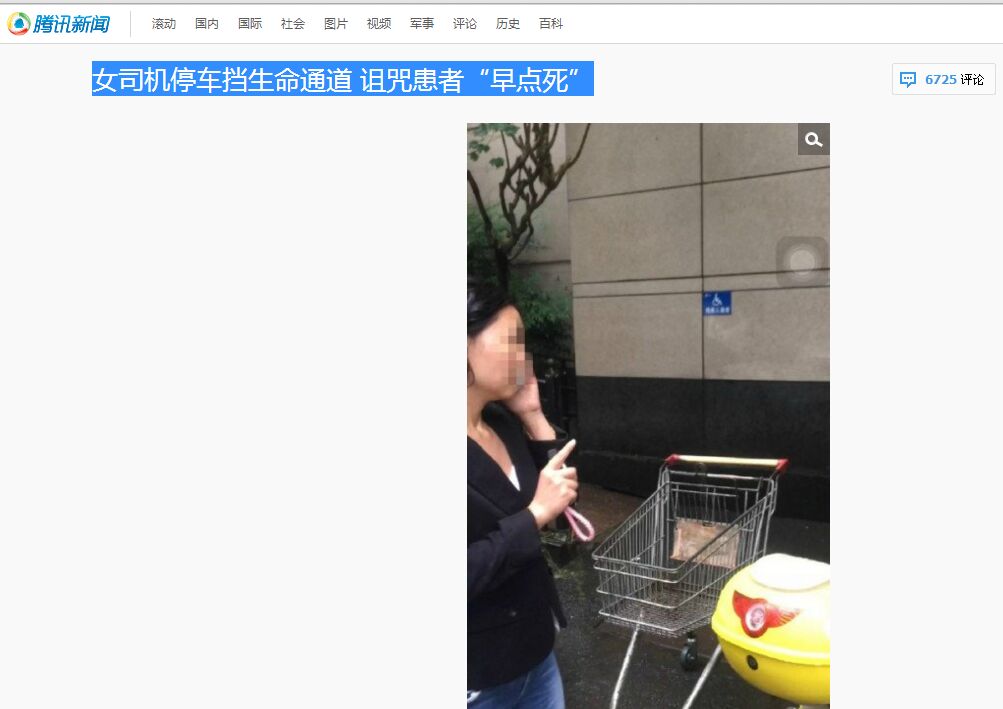 腾讯新闻
滚动 国内 国际 社会 图片 视频 军事 评论 历史 百科
女司机停车挡生命通道 诅咒患者“早点死”
6725 评论